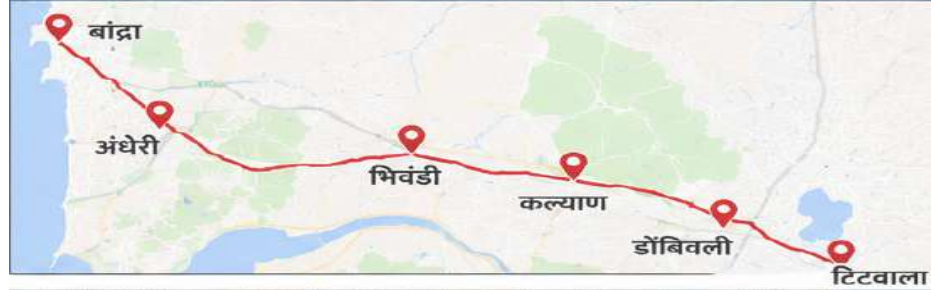 बांद्रा
अंधेरी
भिवंडी
कल्याण
डोंबिवली
टिटवाला